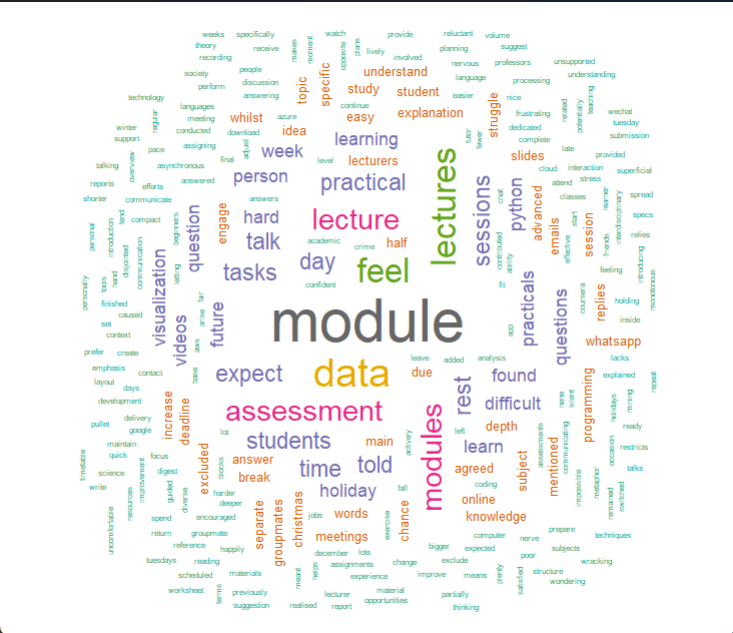 module
data
feel
lectures
lecture
assessment
modules
practical
learning
week
person
hard
talk
tasks
day
question
visualization
videos
future
expect
students
time
told
holiday
rest
found
difficult
learn
sessions
python
practicals
questions
understand
study
student
easy
explanation
specific
topic
whilst
idea
lecturers
half
engage
struggle
slides
advanced
emails
session
replies
whatsapp
programming
mentioned
subject
depth
agreed
online
knowledge
due
main
answer
break
words
meetings
chance
christmas
groupmates
separate
excluded
deadline
increase
weeks
specifically
theory
receive
recording
makes
moment
opposite
plans
watch
lively
provide
involved
reluctant
volume
planning
suggest
nervous
professors
language
unsupported
society
people
discussion
perform
answering
processing
understanding
technology
languages
meeting
azure
continue
easier
nice
related
potentially
teaching
wechat
tuesday
submission
frustrating
dedicated
complete
winter
support
regular
conducted
download
adjust
pace
assigning
final
level
tutor
fewer
late
provided
talking
overview
asynchronous
cloud
interaction
superficial
reports
efforts
answered
attend
stress
shorter
communicate
answers
classes
learner
interdisciplinary
spread
personal
introduction
tend
compact
beginners
academic
crime
chat
contributed
ability
start
effective
friends
specs
relies
disjointed
communication
letting
confident
fit
feeling
introducing
monotonous
personally
tools
hand
finished
caused
set
context
fair
arise
aws
base
coursera
holding
inside
app
prefer
create
emphasis
contact
layout
days
development
leave
added
analysis
lacks
explained
repeat
none
silent
holidays
mining
pullet
delivery
google
maintain
quick
focus
lot
left
actively
assessments
communicating
ready
restricts
occasion
timetable
science
write
digest
blocks
harder
deeper
fall
coding
impossible
metaphor
talks
remained
switched
uncomfortable
resources
improvement
guided
diverse
spend
encouraged
jobs
exercise
return
groupmate
reference
happily
december
lots
bigger
computer
nerve
expected
prepare
techniques
tuesdays
reading
poor
subjects
wracking
scheduled
materials
meant
helps
assignments
change
exclude
experience
improve
means
plenty
satisfied
structure
wondering
worksheet
terms
previously
suggestion
lecturer
realised
report
material
opportunities
partially
thinking